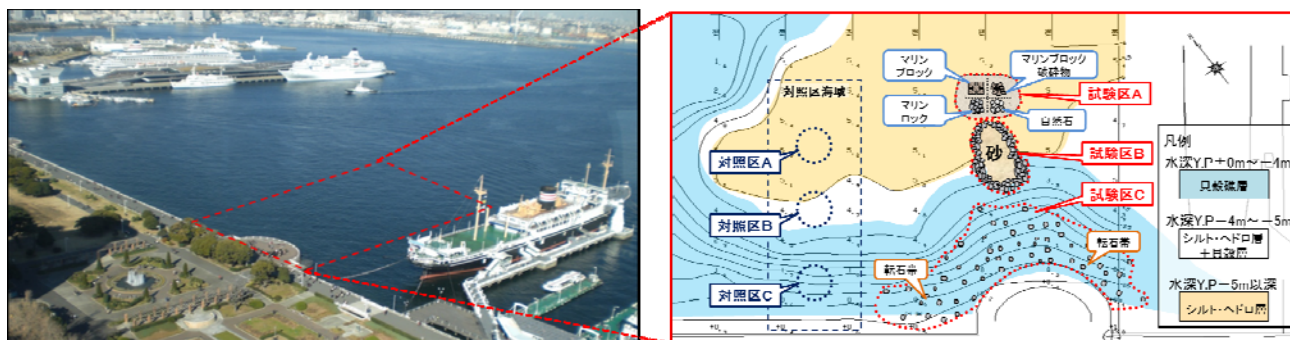 マリン
ブロック
マリンブロック
破砕物
対照区海域
試験区A
マリン
ロック
自然石
対照区A
砂
試験区B
試験区C
対照区B
転石帯
転石帯
対照区C
凡例
水深Y.P±0m~-4m
貝殻礫層
水深Y.P-4m~-5m
シルト・ヘドロ層
+貝殻層
水深Y.P-5m以深
シルト・ヘドロ層